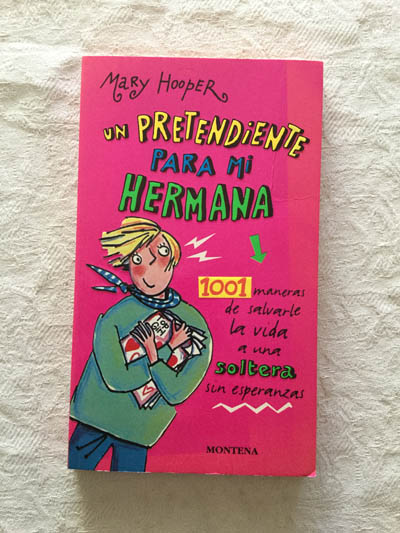 Mary Hooper
UN PRETENDIENTE
PARA MI
HERMANA
1001 maneras
de salvarle
la vida
a una
soltera
sin esperanzas
MONTENA